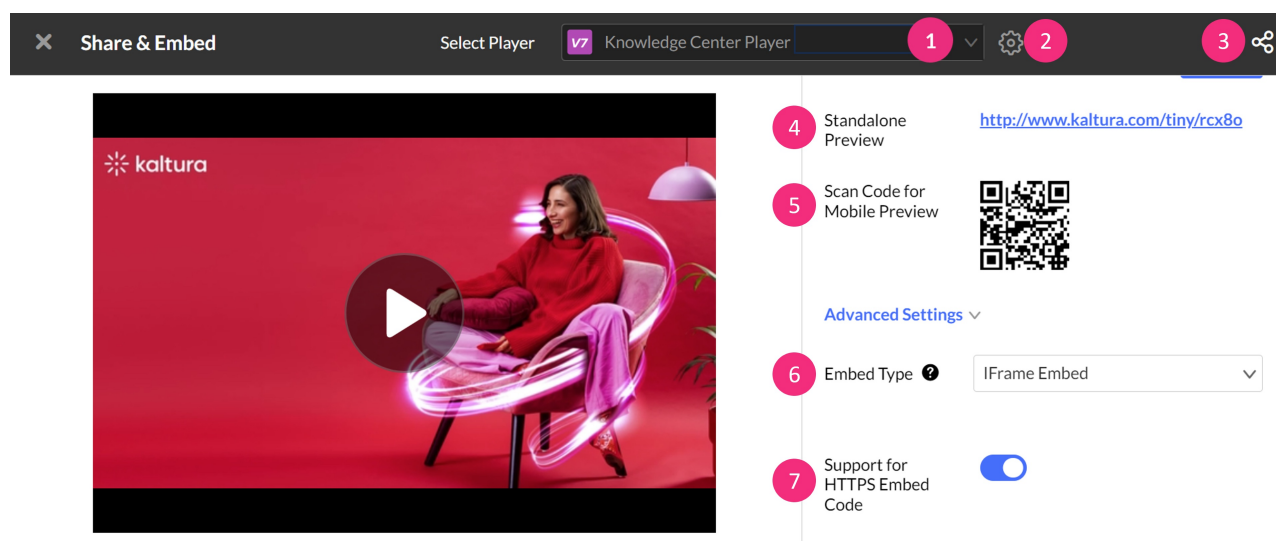 Share & Embed Select Player V7 Knowledge Center Player 1 2 3
kaltura
4 Standalone Preview http://www.kaltura.com/tiny/rcx8o
5 Scan Code for Mobile Preview
Advanced Settings
6 Embed Type ? IFrame Embed
7 Support for HTTPS Embed Code